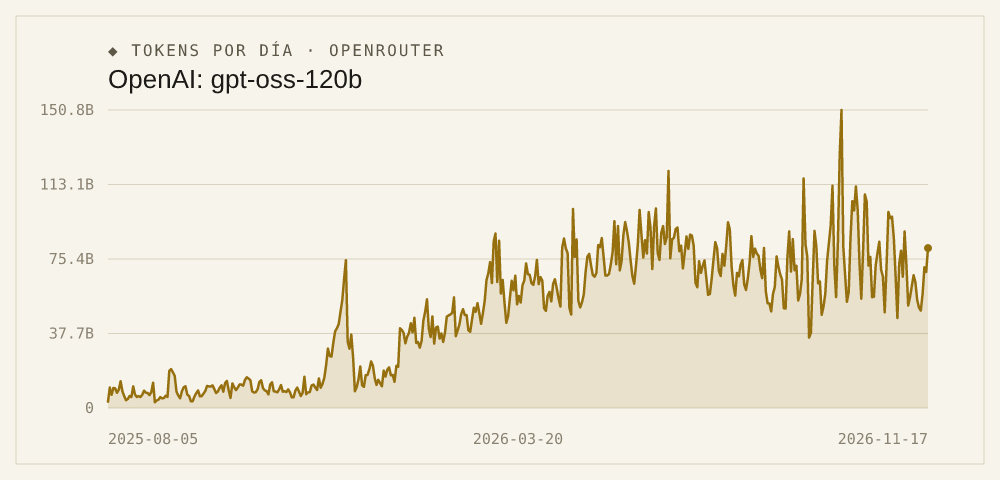 ◆ TOKENS POR DÍA · OPENROUTER
OpenAI: gpt-oss-120b
150.8B
113.1B
75.4B
37.7B
0
2025-08-05 2026-03-20 2026-11-17